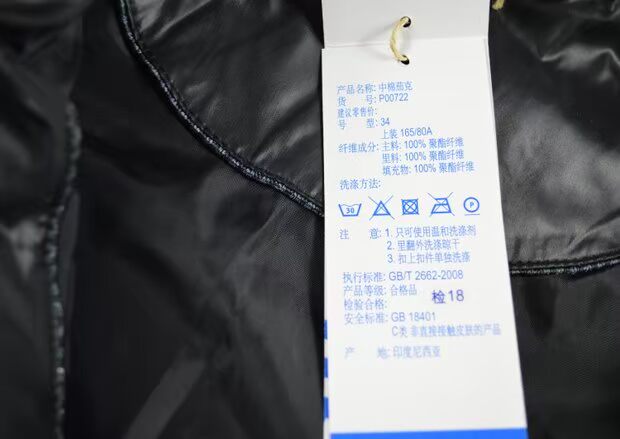 产品名称: 中棉茄克
货 号: P00722
建议零售价:
号 型: 34
上装 165/80A
纤维成分: 主料: 100% 聚酯纤维
里料: 100% 聚酯纤维
填充物: 100% 聚酯纤维
洗涤方法:
30 P
注 意: 1. 只可使用温和洗涤剂
2. 里翻外洗涤晾干
3. 扣上扣件单独洗涤
执行标准: GB/T 2662-2008
产品等级: 合格品
检验合格: 检18
安全标准: GB 18401
C类 非直接接触皮肤的产品
产 地: 印度尼西亚